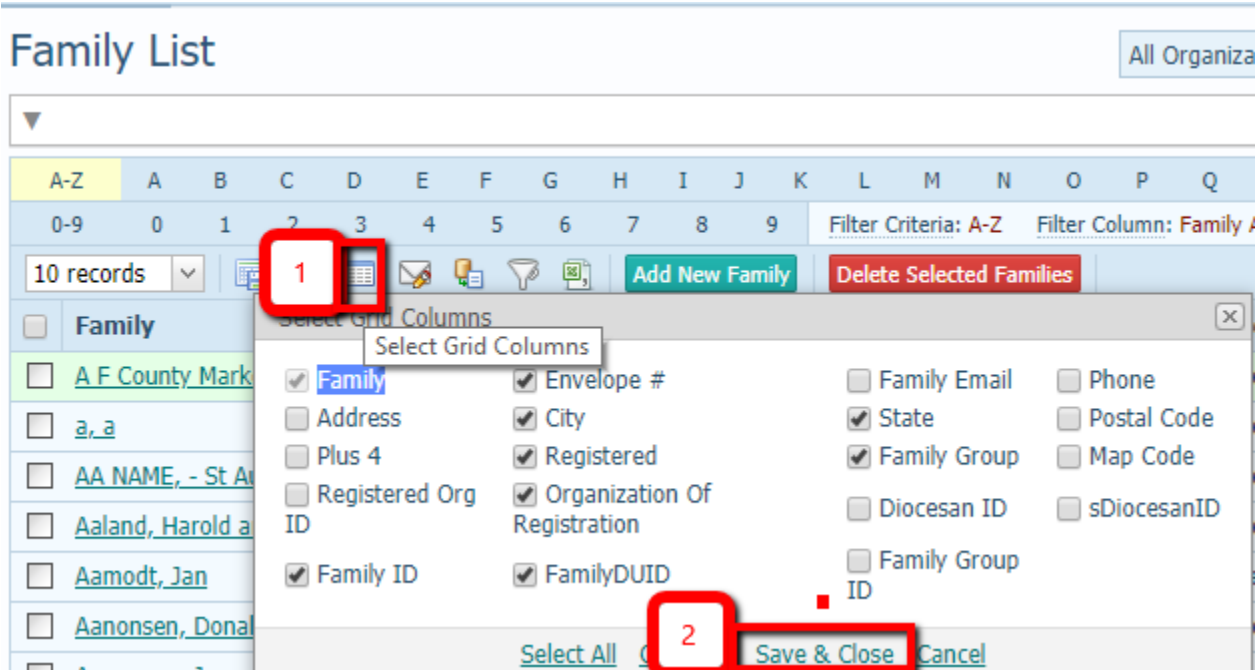 Family List
All Organiza
A-Z A B C D E F G H I J K L M N O P Q
0-9 0 1 2 3 4 5 6 7 8 9 Filter Criteria: A-Z Filter Column: Family A
10 records 1 Add New Family Delete Selected Families
Family
Select Grid Columns
Select Grid Columns
A F County Mark
a, a
AA NAME, - St Au
Aaland, Harold a
Aamodt, Jan
Aanonsen, Donal
Family Envelope # Family Email Phone
Address City State Postal Code
Plus 4 Registered Family Group Map Code
Registered Org ID Organization Of Registration Diocesan ID sDiocesanID
Family ID FamilyDUID Family Group ID
2
Select All Save & Close Cancel